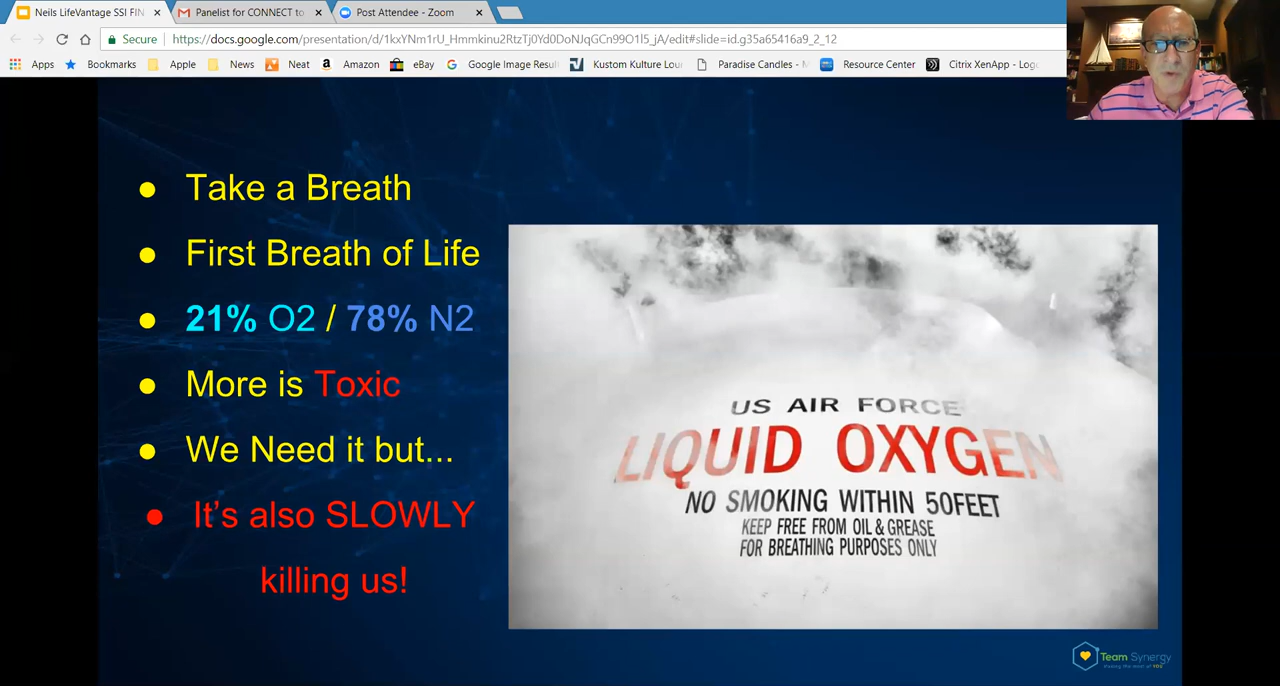 Neils LifeVantage SSI FIN
Panelist for CONNECT to
Post Attendee - Zoom
Secure
https://docs.google.com/presentation/d/1kxYNm1rU_Hmmkinu2RtzTj0Yd0DoNJqGCn99O1l5_jA/edit#slide=id.g35a65416a9_2_12
Apps
Bookmarks
Apple
News
Neat
Amazon
eBay
Google Image Resul
Kustom Kulture Lou
Paradise Candles - M
Resource Center
Citrix XenApp - Log
● Take a Breath
● First Breath of Life
● 21% O2 / 78% N2
● More is Toxic
● We Need it but...
● It's also SLOWLY
killing us!
US AIR FORCE
LIQUID OXYGEN
NO SMOKING WITHIN 50FEET
KEEP FREE FROM OIL & GREASE
FOR BREATHING PURPOSES ONLY
Team Synergy